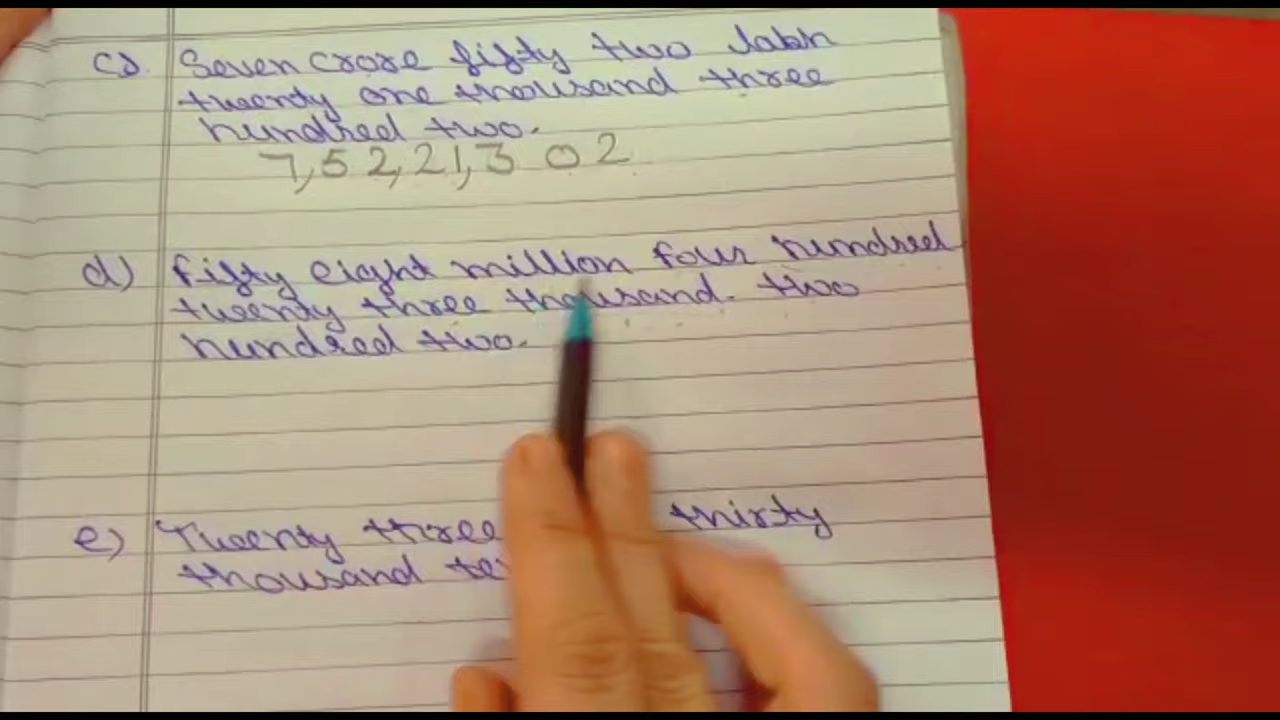 c). Seven crore fifty two lakh
twenty one thousand three
hundred two.
7,52,21,302
d) fifty eight million four hundred
twenty three thousand. two
hundred two.
e) Twenty three thirty
thousand